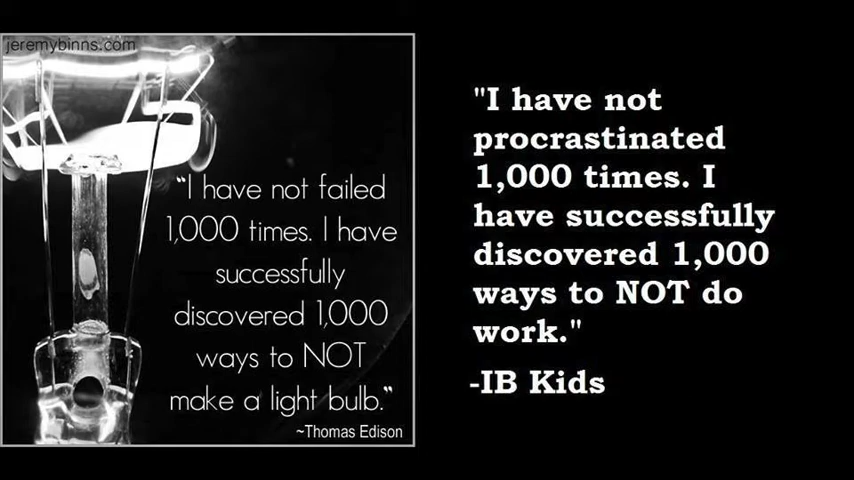 jeremybinns.com
“I have not failed
1,000 times. I have
successfully
discovered 1,000
ways to NOT
make a light bulb.”
~Thomas Edison
"I have not
procrastinated
1,000 times. I
have successfully
discovered 1,000
ways to NOT do
work."
-IB Kids